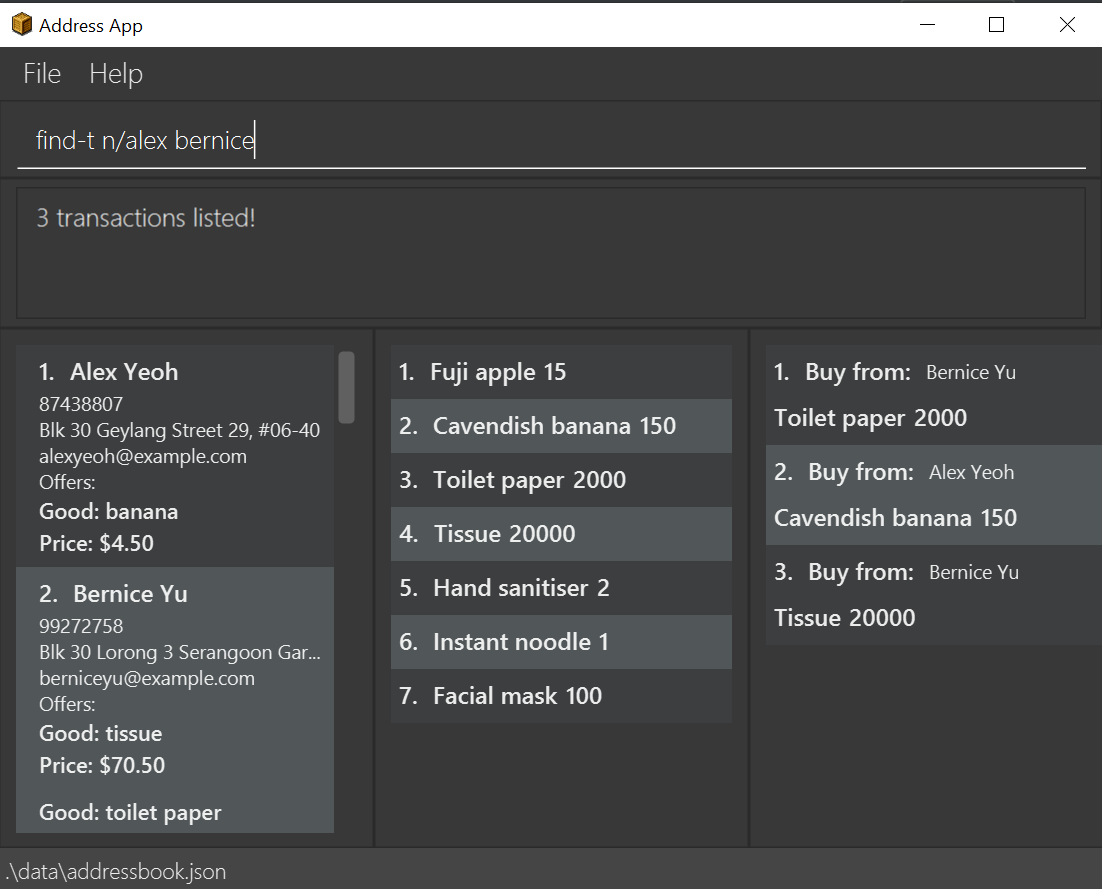 Address App
File Help
find-t n/alex bernice
3 transactions listed!
1. Alex Yeoh
87438807
Blk 30 Geylang Street 29, #06-40
alexyeoh@example.com
Offers:
Good: banana
Price: $4.50
2. Bernice Yu
99272758
Blk 30 Lorong 3 Serangoon Gar...
berniceyu@example.com
Offers:
Good: tissue
Price: $70.50
Good: toilet paper
1. Fuji apple 15
2. Cavendish banana 150
3. Toilet paper 2000
4. Tissue 20000
5. Hand sanitiser 2
6. Instant noodle 1
7. Facial mask 100
1. Buy from: Bernice Yu
Toilet paper 2000
2. Buy from: Alex Yeoh
Cavendish banana 150
3. Buy from: Bernice Yu
Tissue 20000
.\data\addressbook.json